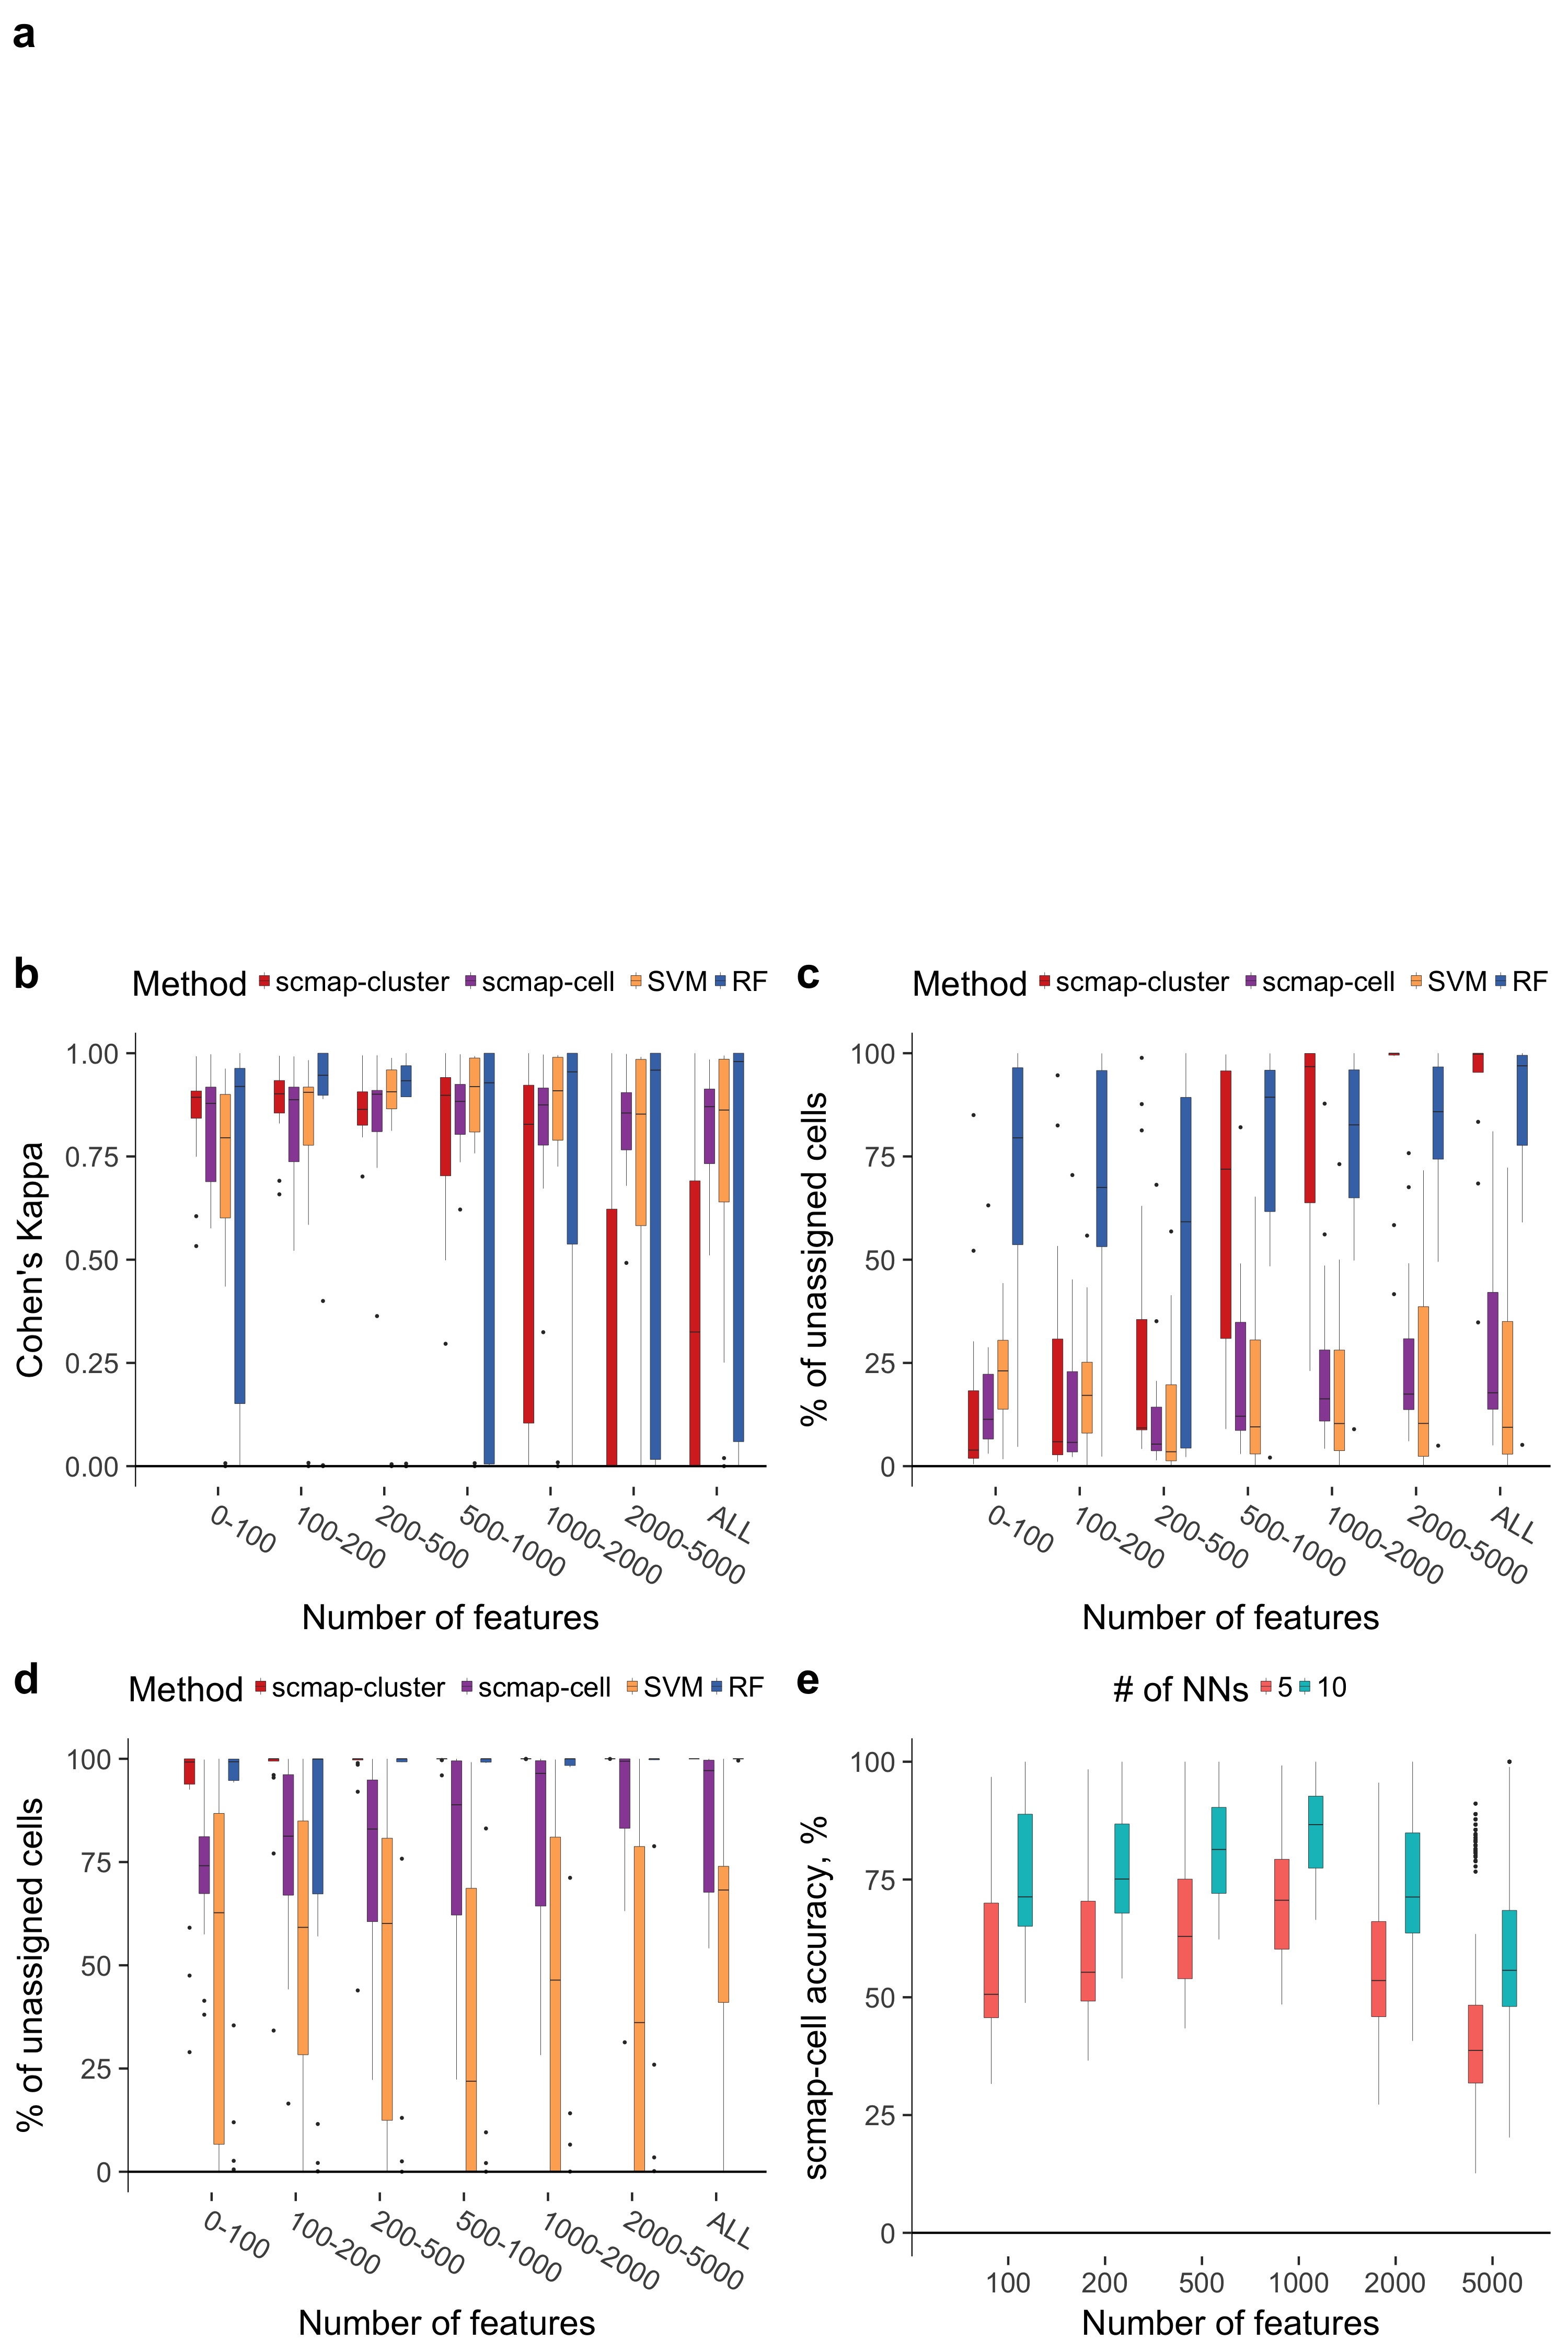 a
b
Method scmap-cluster scmap-cell SVM RF
1.00
0.75
0.50
0.25
0.00
Cohen's Kappa
0-100 100-200 200-500 500-1000 1000-2000 2000-5000 ALL
Number of features
c
Method scmap-cluster scmap-cell SVM RF
100
75
50
25
0
% of unassigned cells
0-100 100-200 200-500 500-1000 1000-2000 2000-5000 ALL
Number of features
d
Method scmap-cluster scmap-cell SVM RF
100
75
50
25
0
% of unassigned cells
0-100 100-200 200-500 500-1000 1000-2000 2000-5000 ALL
Number of features
e
# of NNs 5 10
100
75
50
25
0
scmap-cell accuracy, %
100 200 500 1000 2000 5000
Number of features